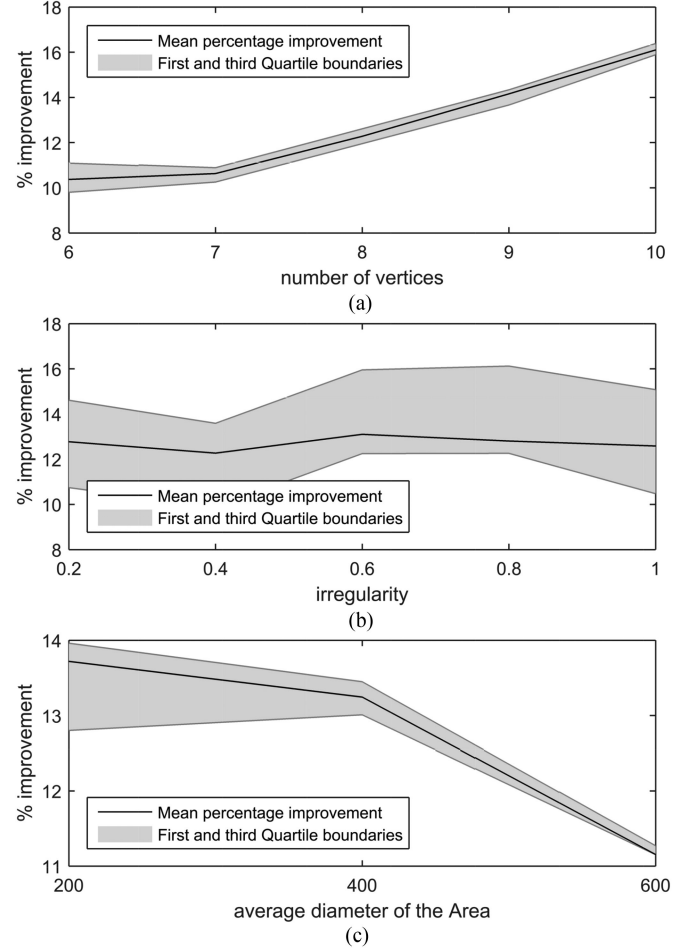 18
16
14
12
10
8
% improvement
Mean percentage improvement
First and third Quartile boundaries
6 7 8 9 10
number of vertices
(a)
18
16
14
12
10
8
% improvement
Mean percentage improvement
First and third Quartile boundaries
0.2 0.4 0.6 0.8 1
irregularity
(b)
14
13
12
11
% improvement
Mean percentage improvement
First and third Quartile boundaries
200 400 600
average diameter of the Area
(c)